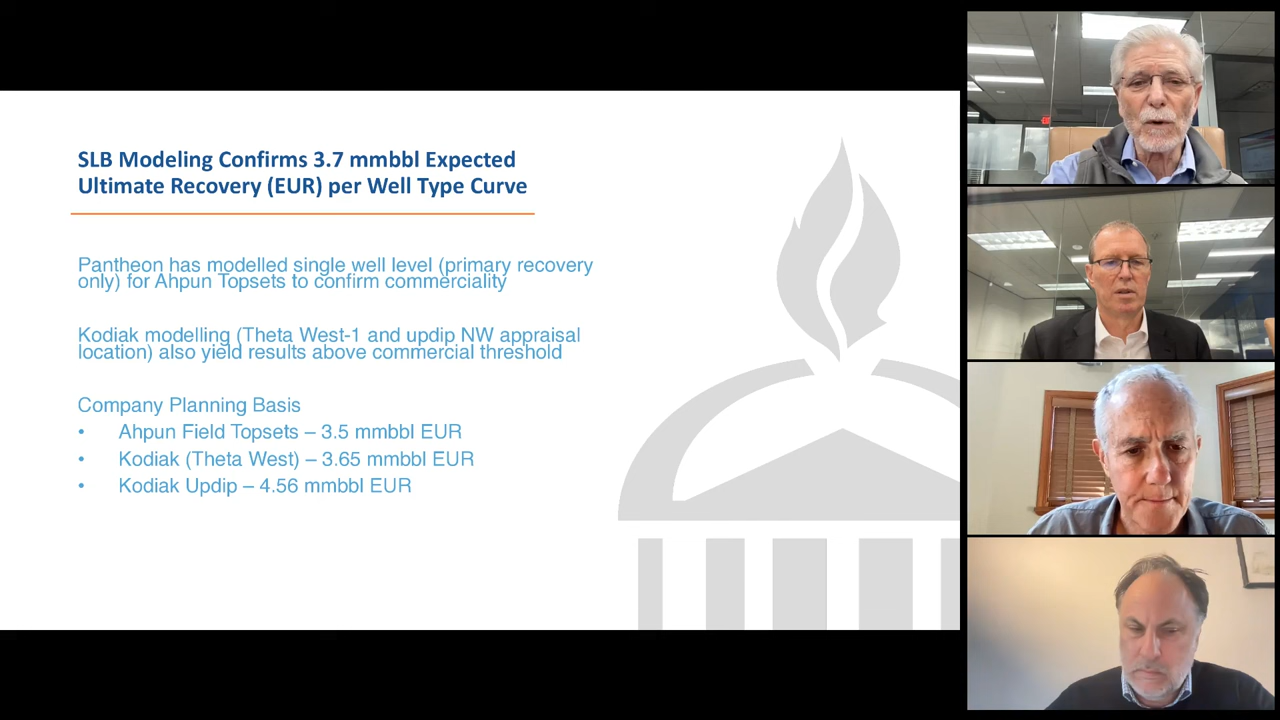 SLB Modeling Confirms 3.7 mmbbl Expected
Ultimate Recovery (EUR) per Well Type Curve
Pantheon has modelled single well level (primary recovery
only) for Ahpun Topsets to confirm commerciality
Kodiak modelling (Theta West-1 and updip NW appraisal
location) also yield results above commercial threshold
Company Planning Basis
• Ahpun Field Topsets – 3.5 mmbbl EUR
• Kodiak (Theta West) – 3.65 mmbbl EUR
• Kodiak Updip – 4.56 mmbbl EUR